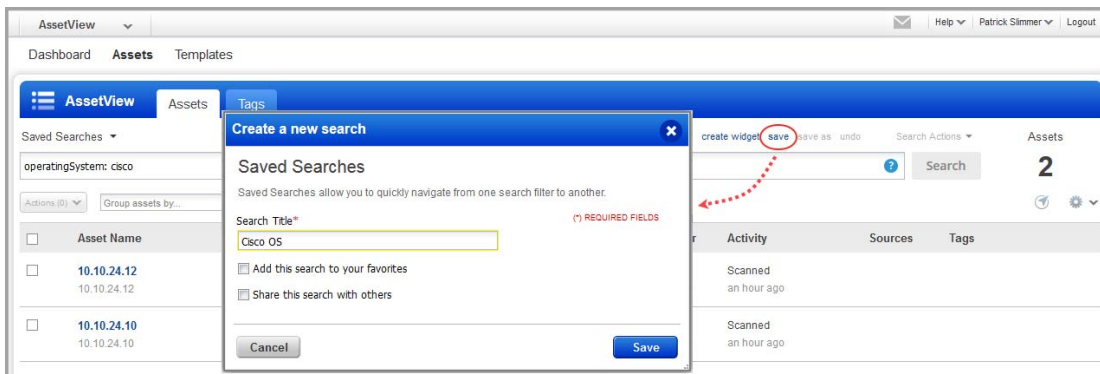 AssetView
Help
Patrick Slimmer
Logout
Dashboard Assets Templates
AssetView Assets Tags
Saved Searches
create widget save save as undo Search Actions Assets
operatingSystem: cisco
? Search 2
Actions (0) Group assets by...
Asset Name Activity Sources Tags
10.10.24.12 Scanned
10.10.24.12 an hour ago
10.10.24.10 Scanned
10.10.24.10 an hour ago
Create a new search
Saved Searches
Saved Searches allow you to quickly navigate from one search filter to another.
Search Title* (*) REQUIRED FIELDS
Cisco OS
Add this search to your favorites
Share this search with others
Cancel Save